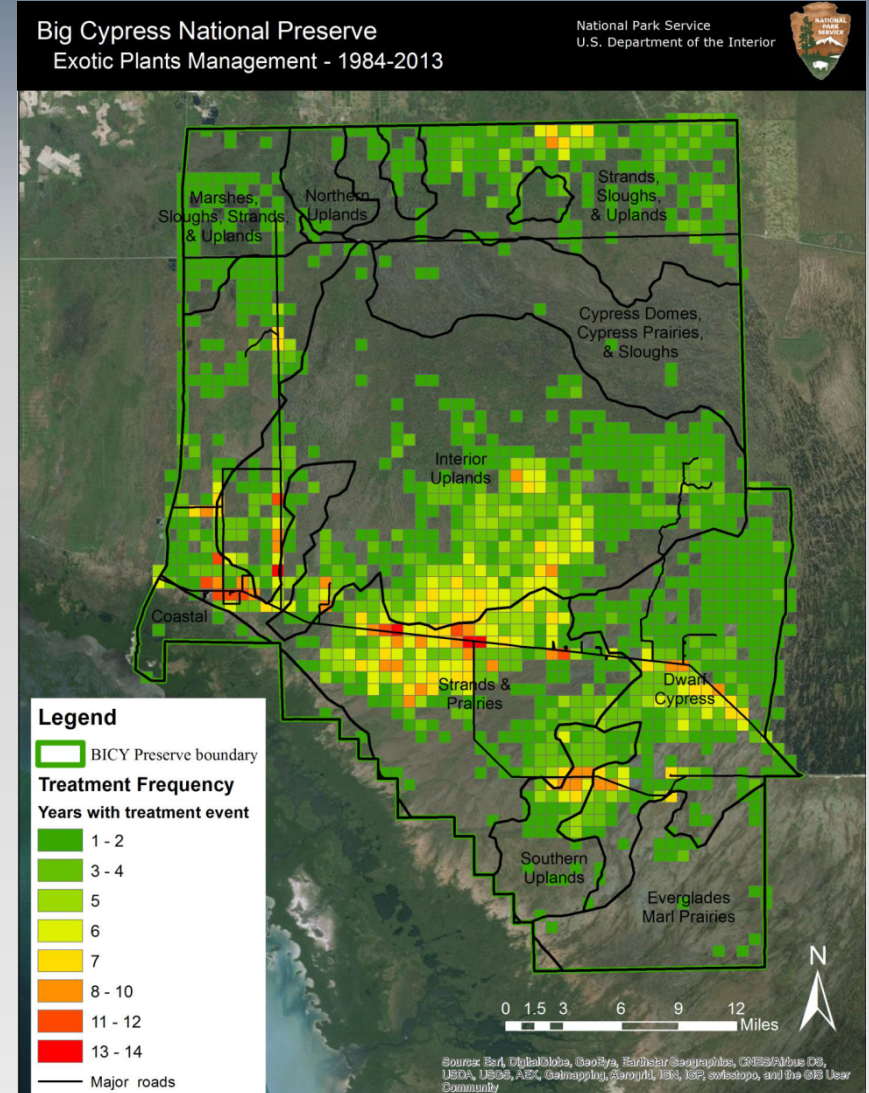 Big Cypress National Preserve
Exotic Plants Management - 1984-2013
National Park Service
U.S. Department of the Interior
NATIONAL
PARK
SERVICE
Marshes,
Sloughs, Strands,
& Uplands
Northern
Uplands
Strands,
Sloughs,
& Uplands
Cypress Domes,
Cypress Prairies,
& Sloughs
Interior
Uplands
Coastal
Strands &
Prairies
Dwarf
Cypress
Southern
Uplands
Everglades
Marl Prairies
Legend
BICY Preserve boundary
Treatment Frequency
Years with treatment event
1 - 2
3 - 4
5
6
7
8 - 10
11 - 12
13 - 14
Major roads
N
0 1.5 3 6 9 12
Miles
Source: Esri, DigitalGlobe, GeoEye, Earthstar Geographics, CNES/Airbus DS,
USDA, USGS, AEX, Getmapping, Aerogrid, IGN, IGP, swisstopo, and the GIS User
Community